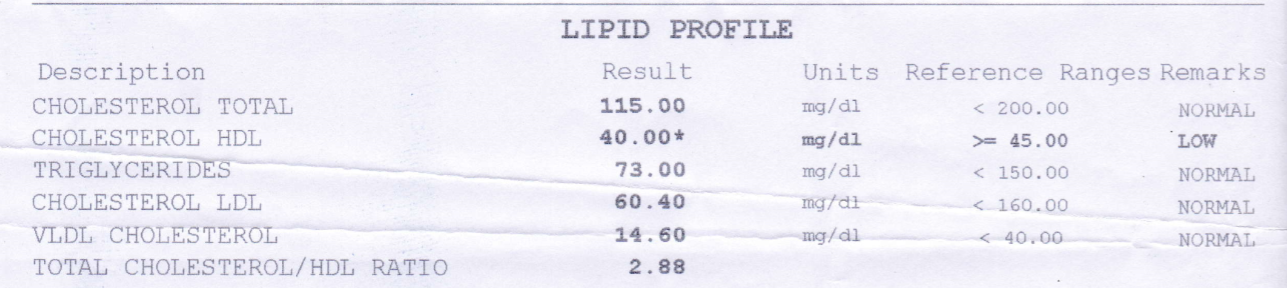 LIPID PROFILE
Description Result Units Reference Ranges Remarks
CHOLESTEROL TOTAL 115.00 mg/dl < 200.00 NORMAL
CHOLESTEROL HDL 40.00* mg/dl >= 45.00 LOW
TRIGLYCERIDES 73.00 mg/dl < 150.00 NORMAL
CHOLESTEROL LDL 60.40 mg/dl < 160.00 NORMAL
VLDL CHOLESTEROL 14.60 mg/dl < 40.00 NORMAL
TOTAL CHOLESTEROL/HDL RATIO 2.88